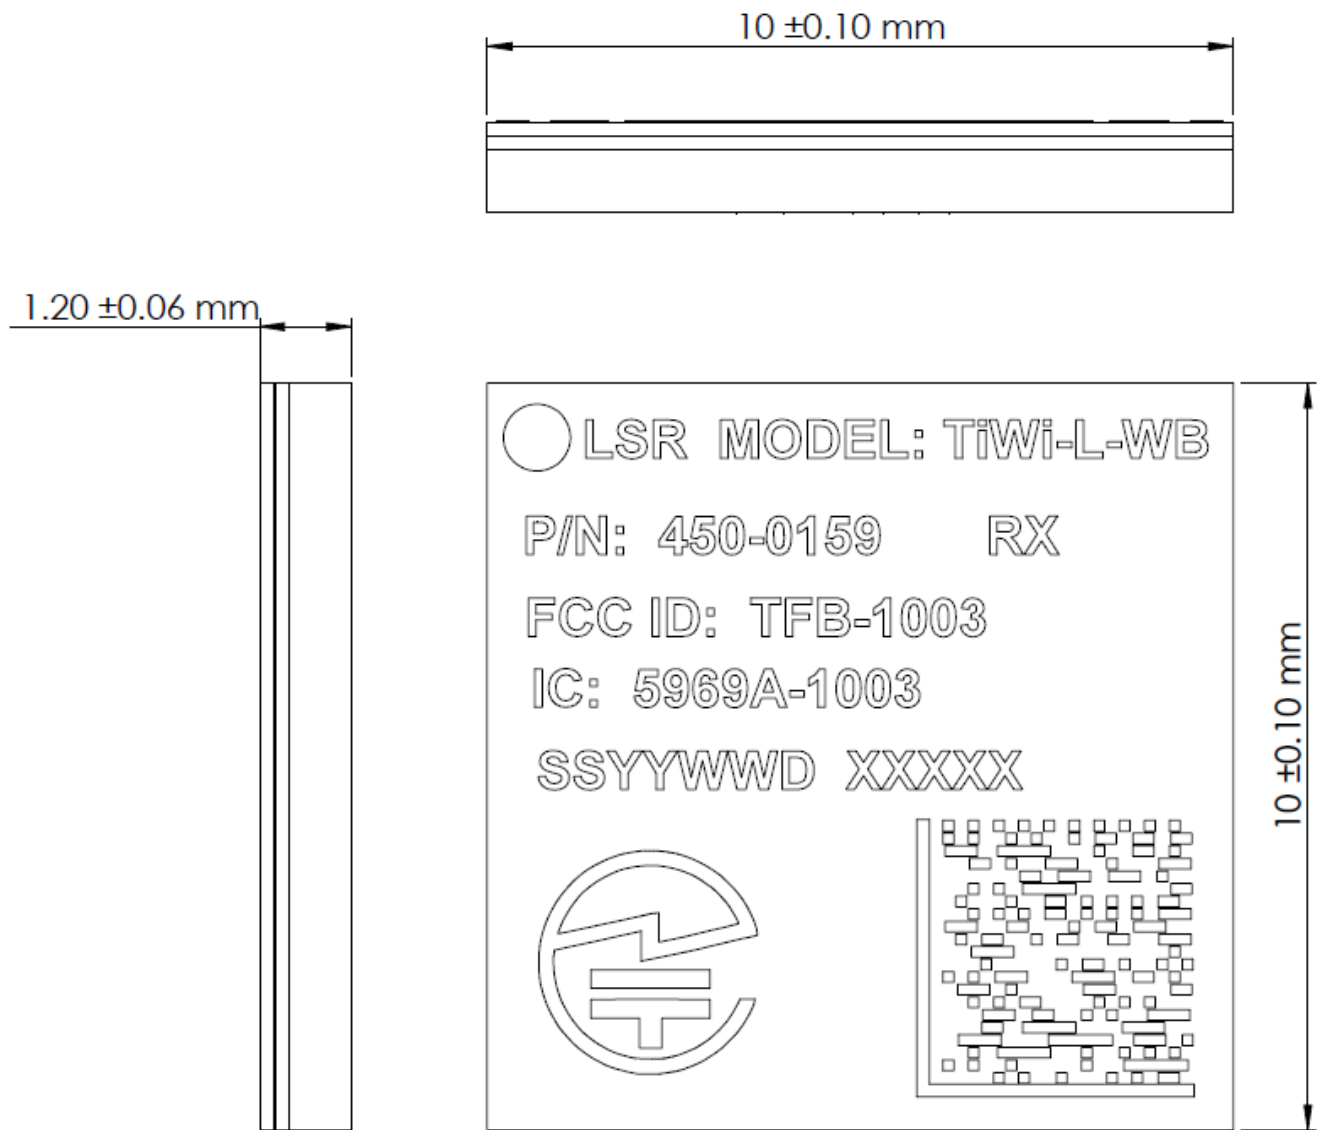 10 ±0.10 mm
1.20 ±0.06 mm
LSR MODEL: TiWi-L-WB
P/N: 450-0159 RX
FCC ID: TFB-1003
IC: 5969A-1003
SSYYWWD XXXXX
10 ±0.10 mm